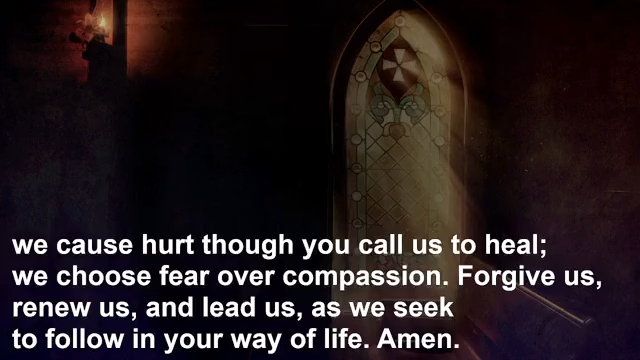 we cause hurt though you call us to heal;
we choose fear over compassion. Forgive us,
renew us, and lead us, as we seek
to follow in your way of life. Amen.